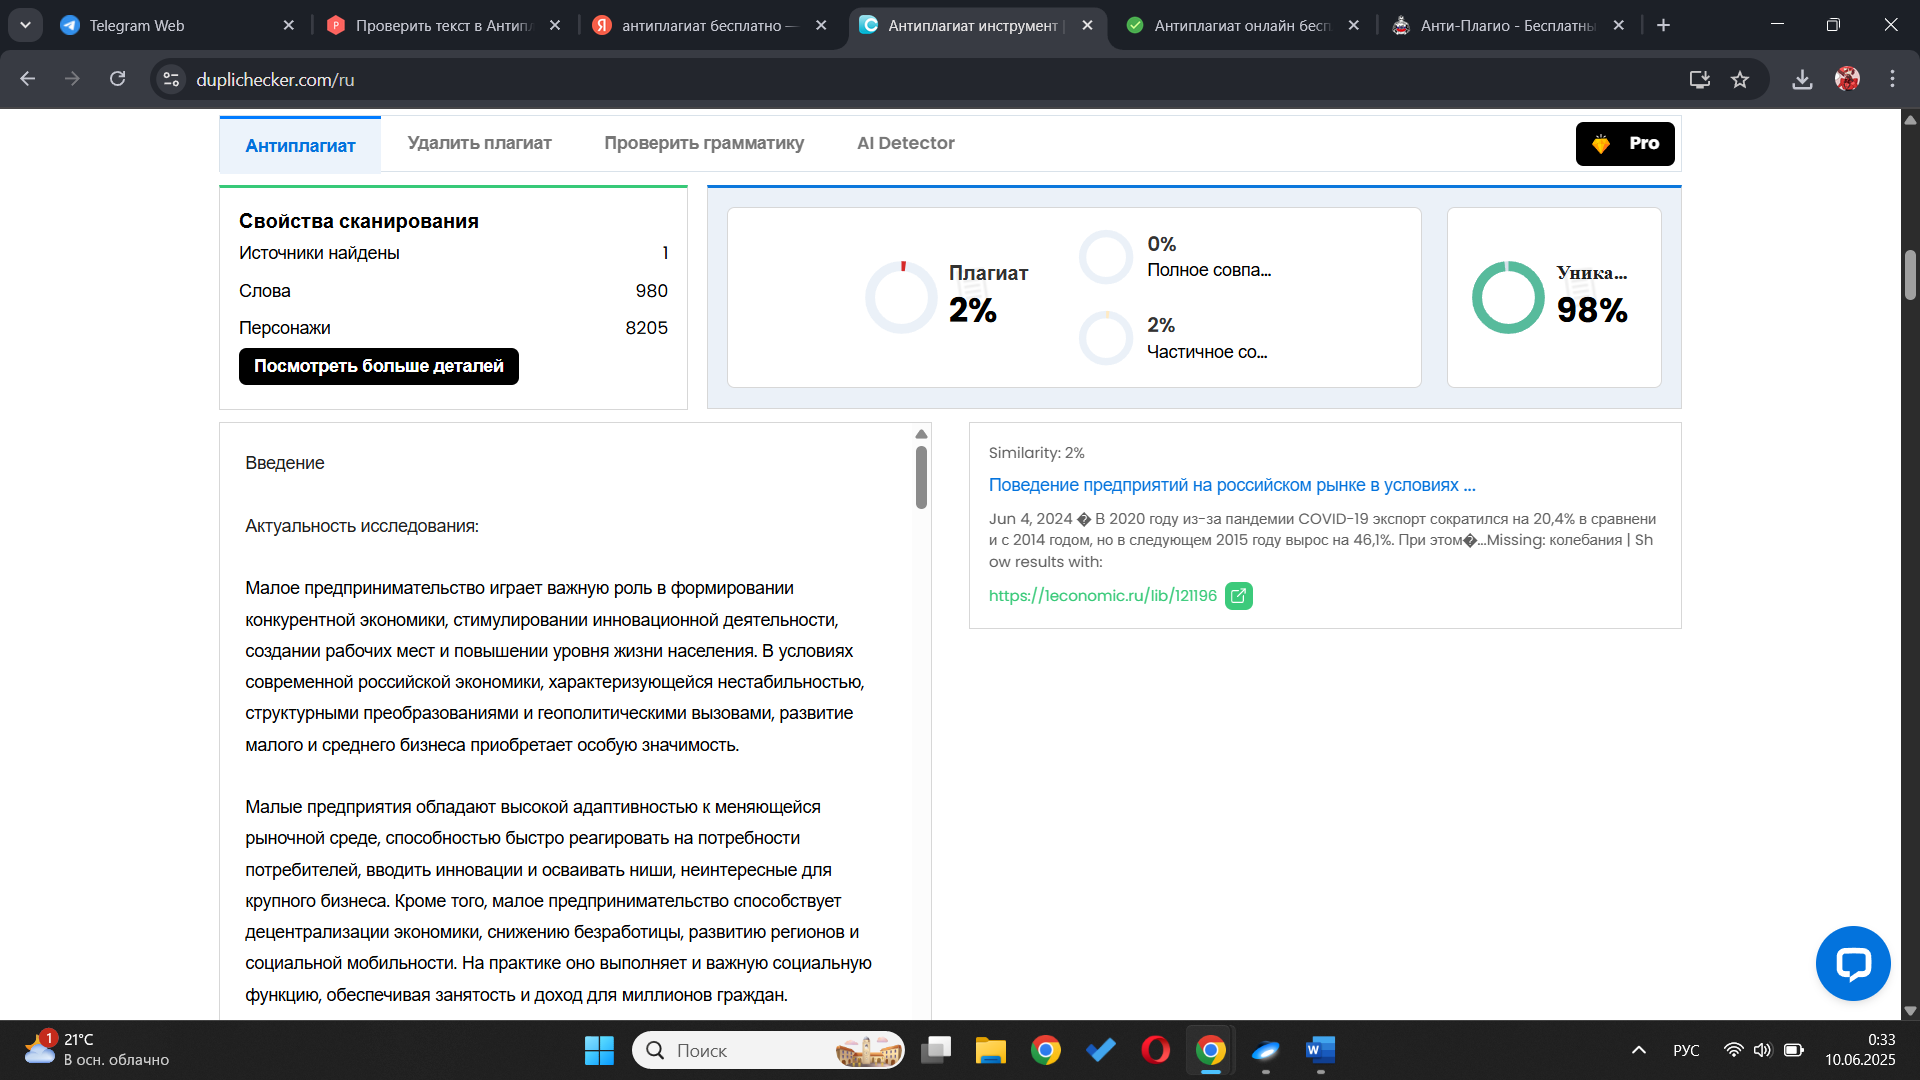 Telegram Web
Проверить текст в Антипл
антиплагиат бесплатно —
Антиплагиат инструмент |
Антиплагиат онлайн бесп
Анти-Плагио - Бесплатны
duplichecker.com/ru
Антиплагиат
Удалить плагиат
Проверить грамматику
AI Detector
Pro
Свойства сканирования
Источники найдены 1
Слова 980
Персонажи 8205
Посмотреть больше деталей
Плагиат
2%
0%
Полное совпа...
2%
Частичное со...
Уника...
98%
Введение
Актуальность исследования:
Малое предпринимательство играет важную роль в формировании
конкурентной экономики, стимулировании инновационной деятельности,
создании рабочих мест и повышении уровня жизни населения. В условиях
современной российской экономики, характеризующейся нестабильностью,
структурными преобразованиями и геополитическими вызовами, развитие
малого и среднего бизнеса приобретает особую значимость.
Малые предприятия обладают высокой адаптивностью к меняющейся
рыночной среде, способностью быстро реагировать на потребности
потребителей, вводить инновации и осваивать ниши, неинтересные для
крупного бизнеса. Кроме того, малое предпринимательство способствует
децентрализации экономики, снижению безработицы, развитию регионов и
социальной мобильности. На практике оно выполняет и важную социальную
функцию, обеспечивая занятость и доход для миллионов граждан.
Similarity: 2%
Поведение предприятий на российском рынке в условиях ...
Jun 4, 2024 � В 2020 году из-за пандемии COVID-19 экспорт сократился на 20,4% в сравнени
и с 2014 годом, но в следующем 2015 году вырос на 46,1%. При этом�...Missing: колебания | Sh
ow results with:
https://1economic.ru/lib/121196
1
21°C
В осн. облачно
Поиск
РУС
0:33
10.06.2025